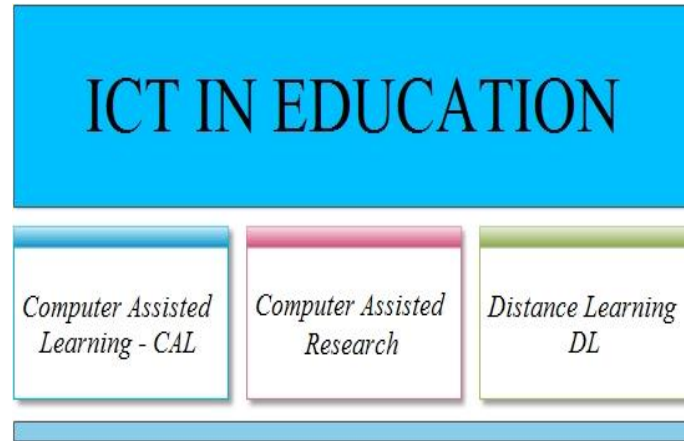 ICT IN EDUCATION
Computer Assisted
Learning - CAL
Computer Assisted
Research
Distance Learning
DL